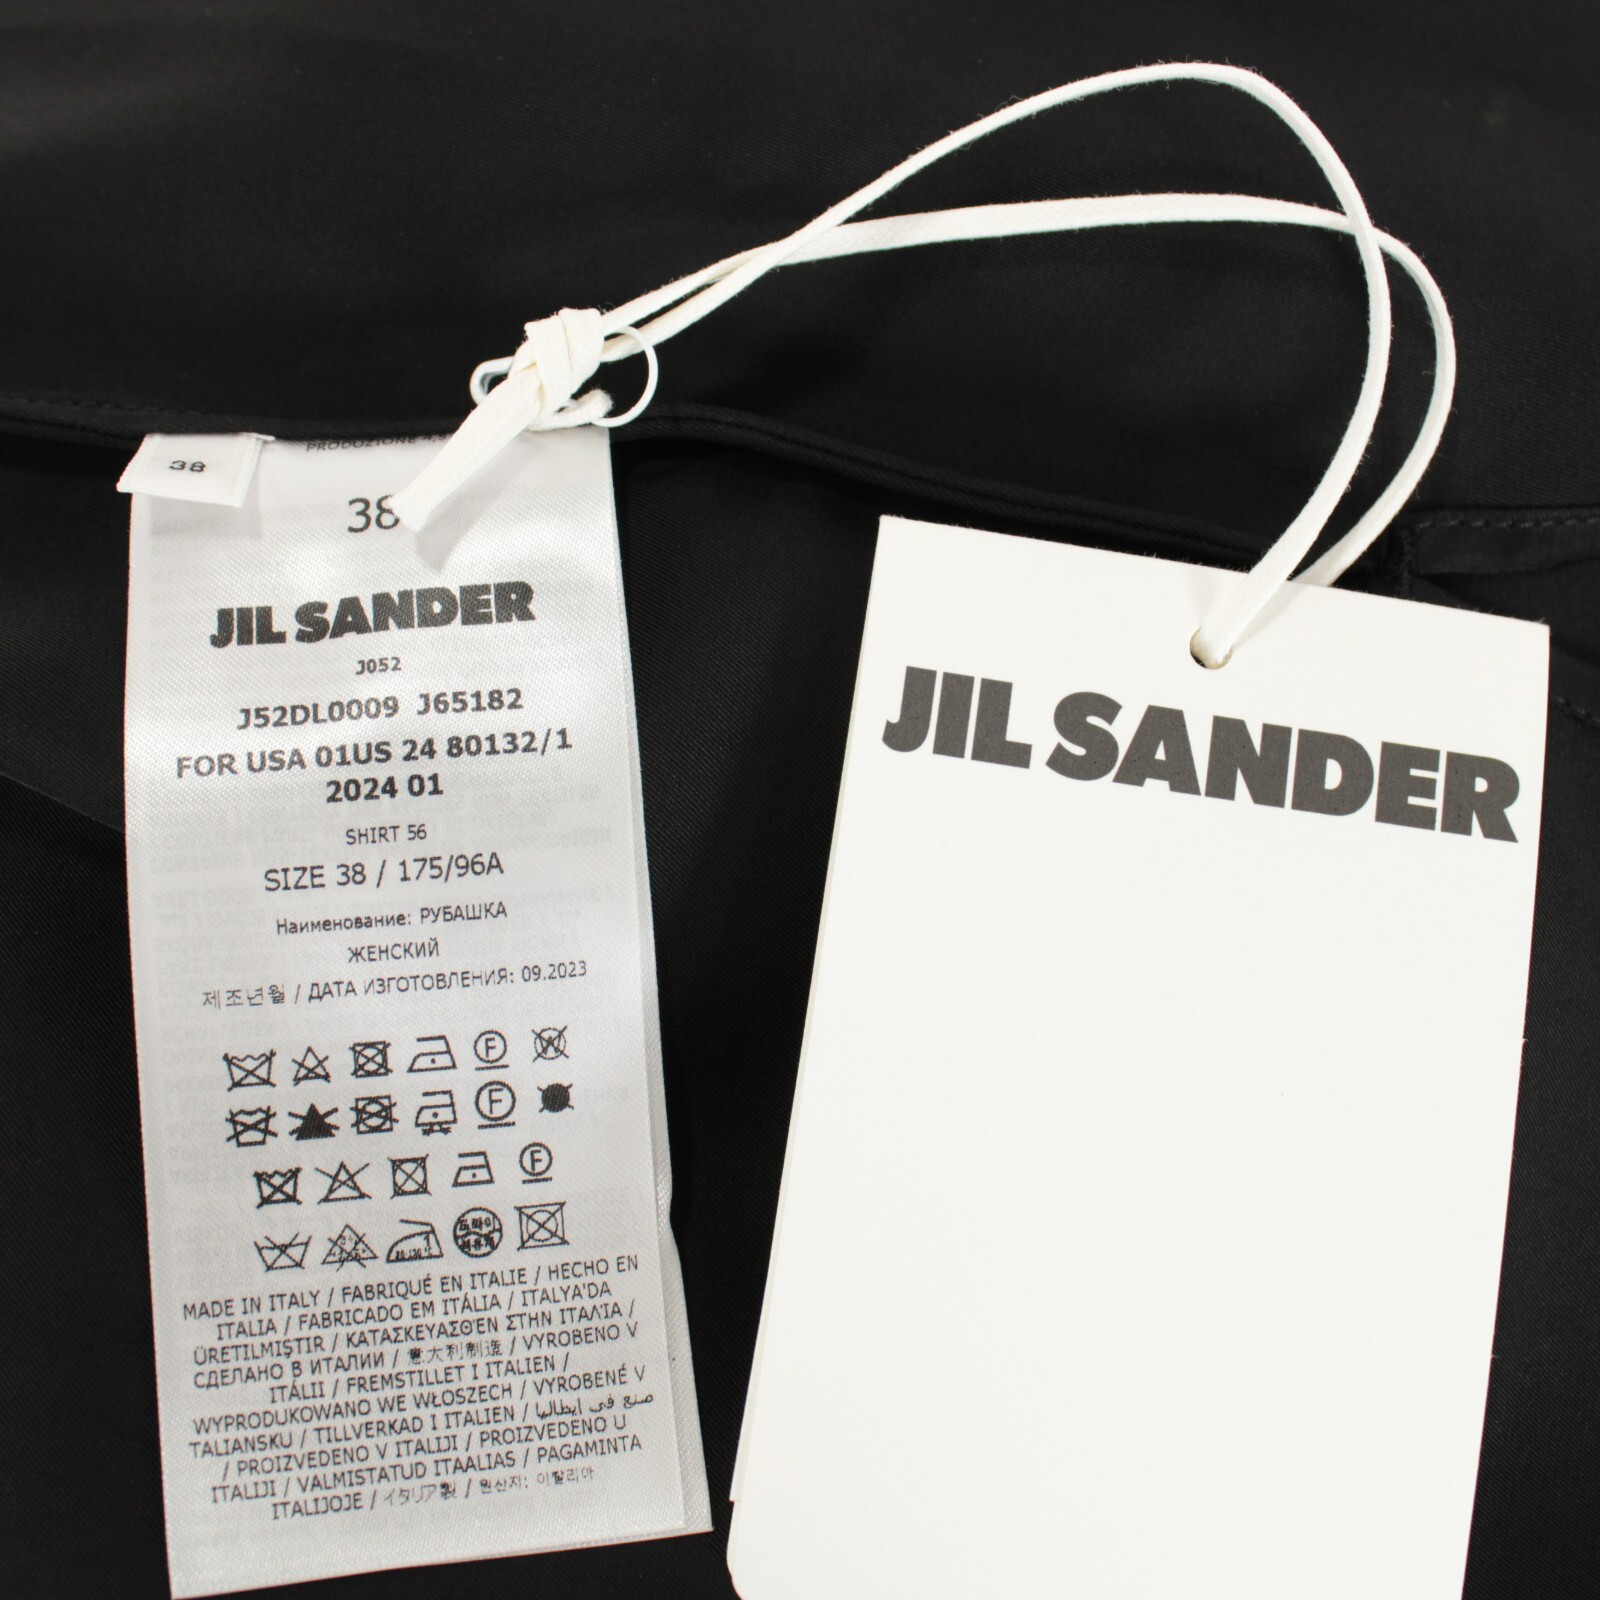 38
PRODUZIONE
38
JIL SANDER
J052
J52DL0009 J65182
FOR USA 01US 24 80132/1
2024 01
SHIRT 56
SIZE 38 / 175/96A
Наименование: РУБАШКА
ЖЕНСКИЙ
제조년월 / ДАТА ИЗГОТОВЛЕНИЯ: 09.2023
F W
F
F
MADE IN ITALY / FABRIQUÉ EN ITALIE / HECHO EN
ITALIA / FABRICADO EM ITÁLIA / ITALYA'DA
ÜRETILMIŞTIR / ΚΑΤΑΣΚΕΥΑΣΘΈΝ ΣΤΗΝ ΙΤΑΛΊΑ /
СДЕЛАНО В ИТАЛИИ / 意大利制造 / VYROBENO V
ITÁLII / FREMSTILLET I ITALIEN /
WYPRODUKOWANO WE WŁOSZECH / VYROBENÉ V
TALIANSKU / TILLVERKAD I ITALIEN / صنع في ايطاليا
/ PROIZVEDENO V ITALIJI / PROIZVEDENO U
ITALIJI / VALMISTATUD ITAALIAS / PAGAMINTA
ITALIJOJE / イタリア製 / 원산지: 이탈리아
JIL SANDER